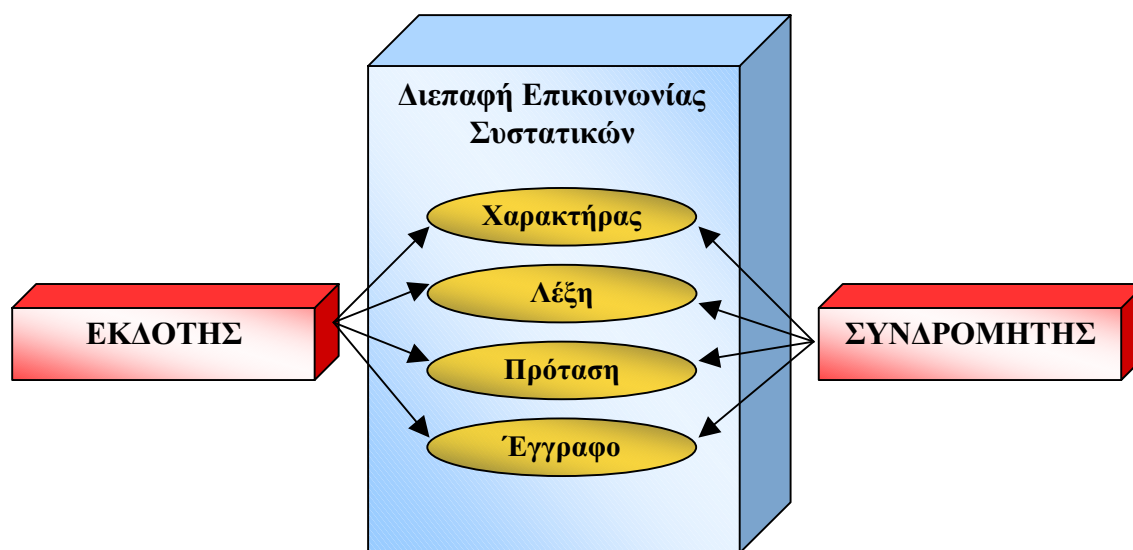 Διεπαφή Επικοινωνίας
Συστατικών
Χαρακτήρας
Λέξη
Πρόταση
Έγγραφο
ΕΚΔΟΤΗΣ
ΣΥΝΔΡΟΜΗΤΗΣ